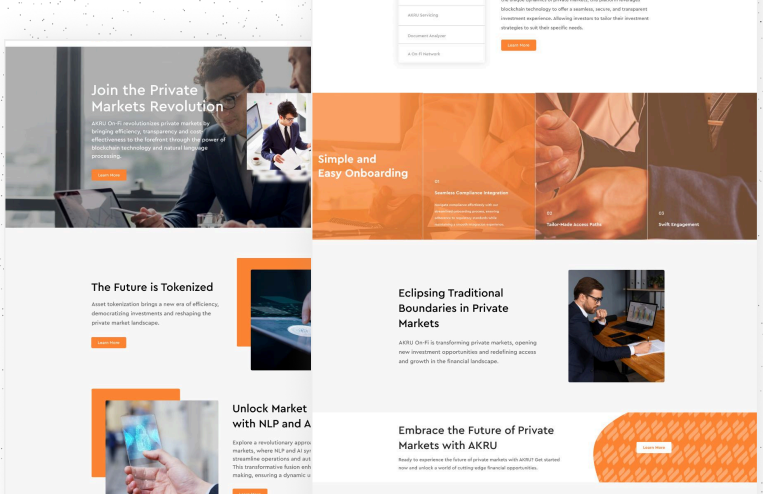 Join the Private
Markets Revolution
AKRU On-Fi revolutionizes private markets by
bringing efficiency, transparency and cost-
effectiveness to the forefront through the power of
blockchain technology and natural language
processing.
Learn More
The Future is Tokenized
Asset tokenization brings a new era of efficiency,
democratizing investments and reshaping the
private market landscape.
Learn More
Unlock Market
with NLP and A
Explore a revolutionary appro
markets, where NLP and AI sy
streamline operations and aut
This transformative fusion enh
making, ensuring a dynamic u
AKRU Servicing
Document Analyzer
A On-Fi Network
blockchain technology to offer a seamless, secure, and transparent
investment experience. Allowing investors to tailor their investment
strategies to suit their specific needs.
Learn More
Simple and
Easy Onboarding
01
Seamless Compliance Integration
02
Tailor-Made Access Paths
03
Swift Engagement
Eclipsing Traditional
Boundaries in Private
Markets
AKRU On-Fi is transforming private markets, opening
new investment opportunities and redefining access
and growth in the financial landscape.
Embrace the Future of Private
Markets with AKRU
Ready to experience the future of private markets with AKRU? Get started
now and unlock a world of cutting-edge financial opportunities.
Learn More